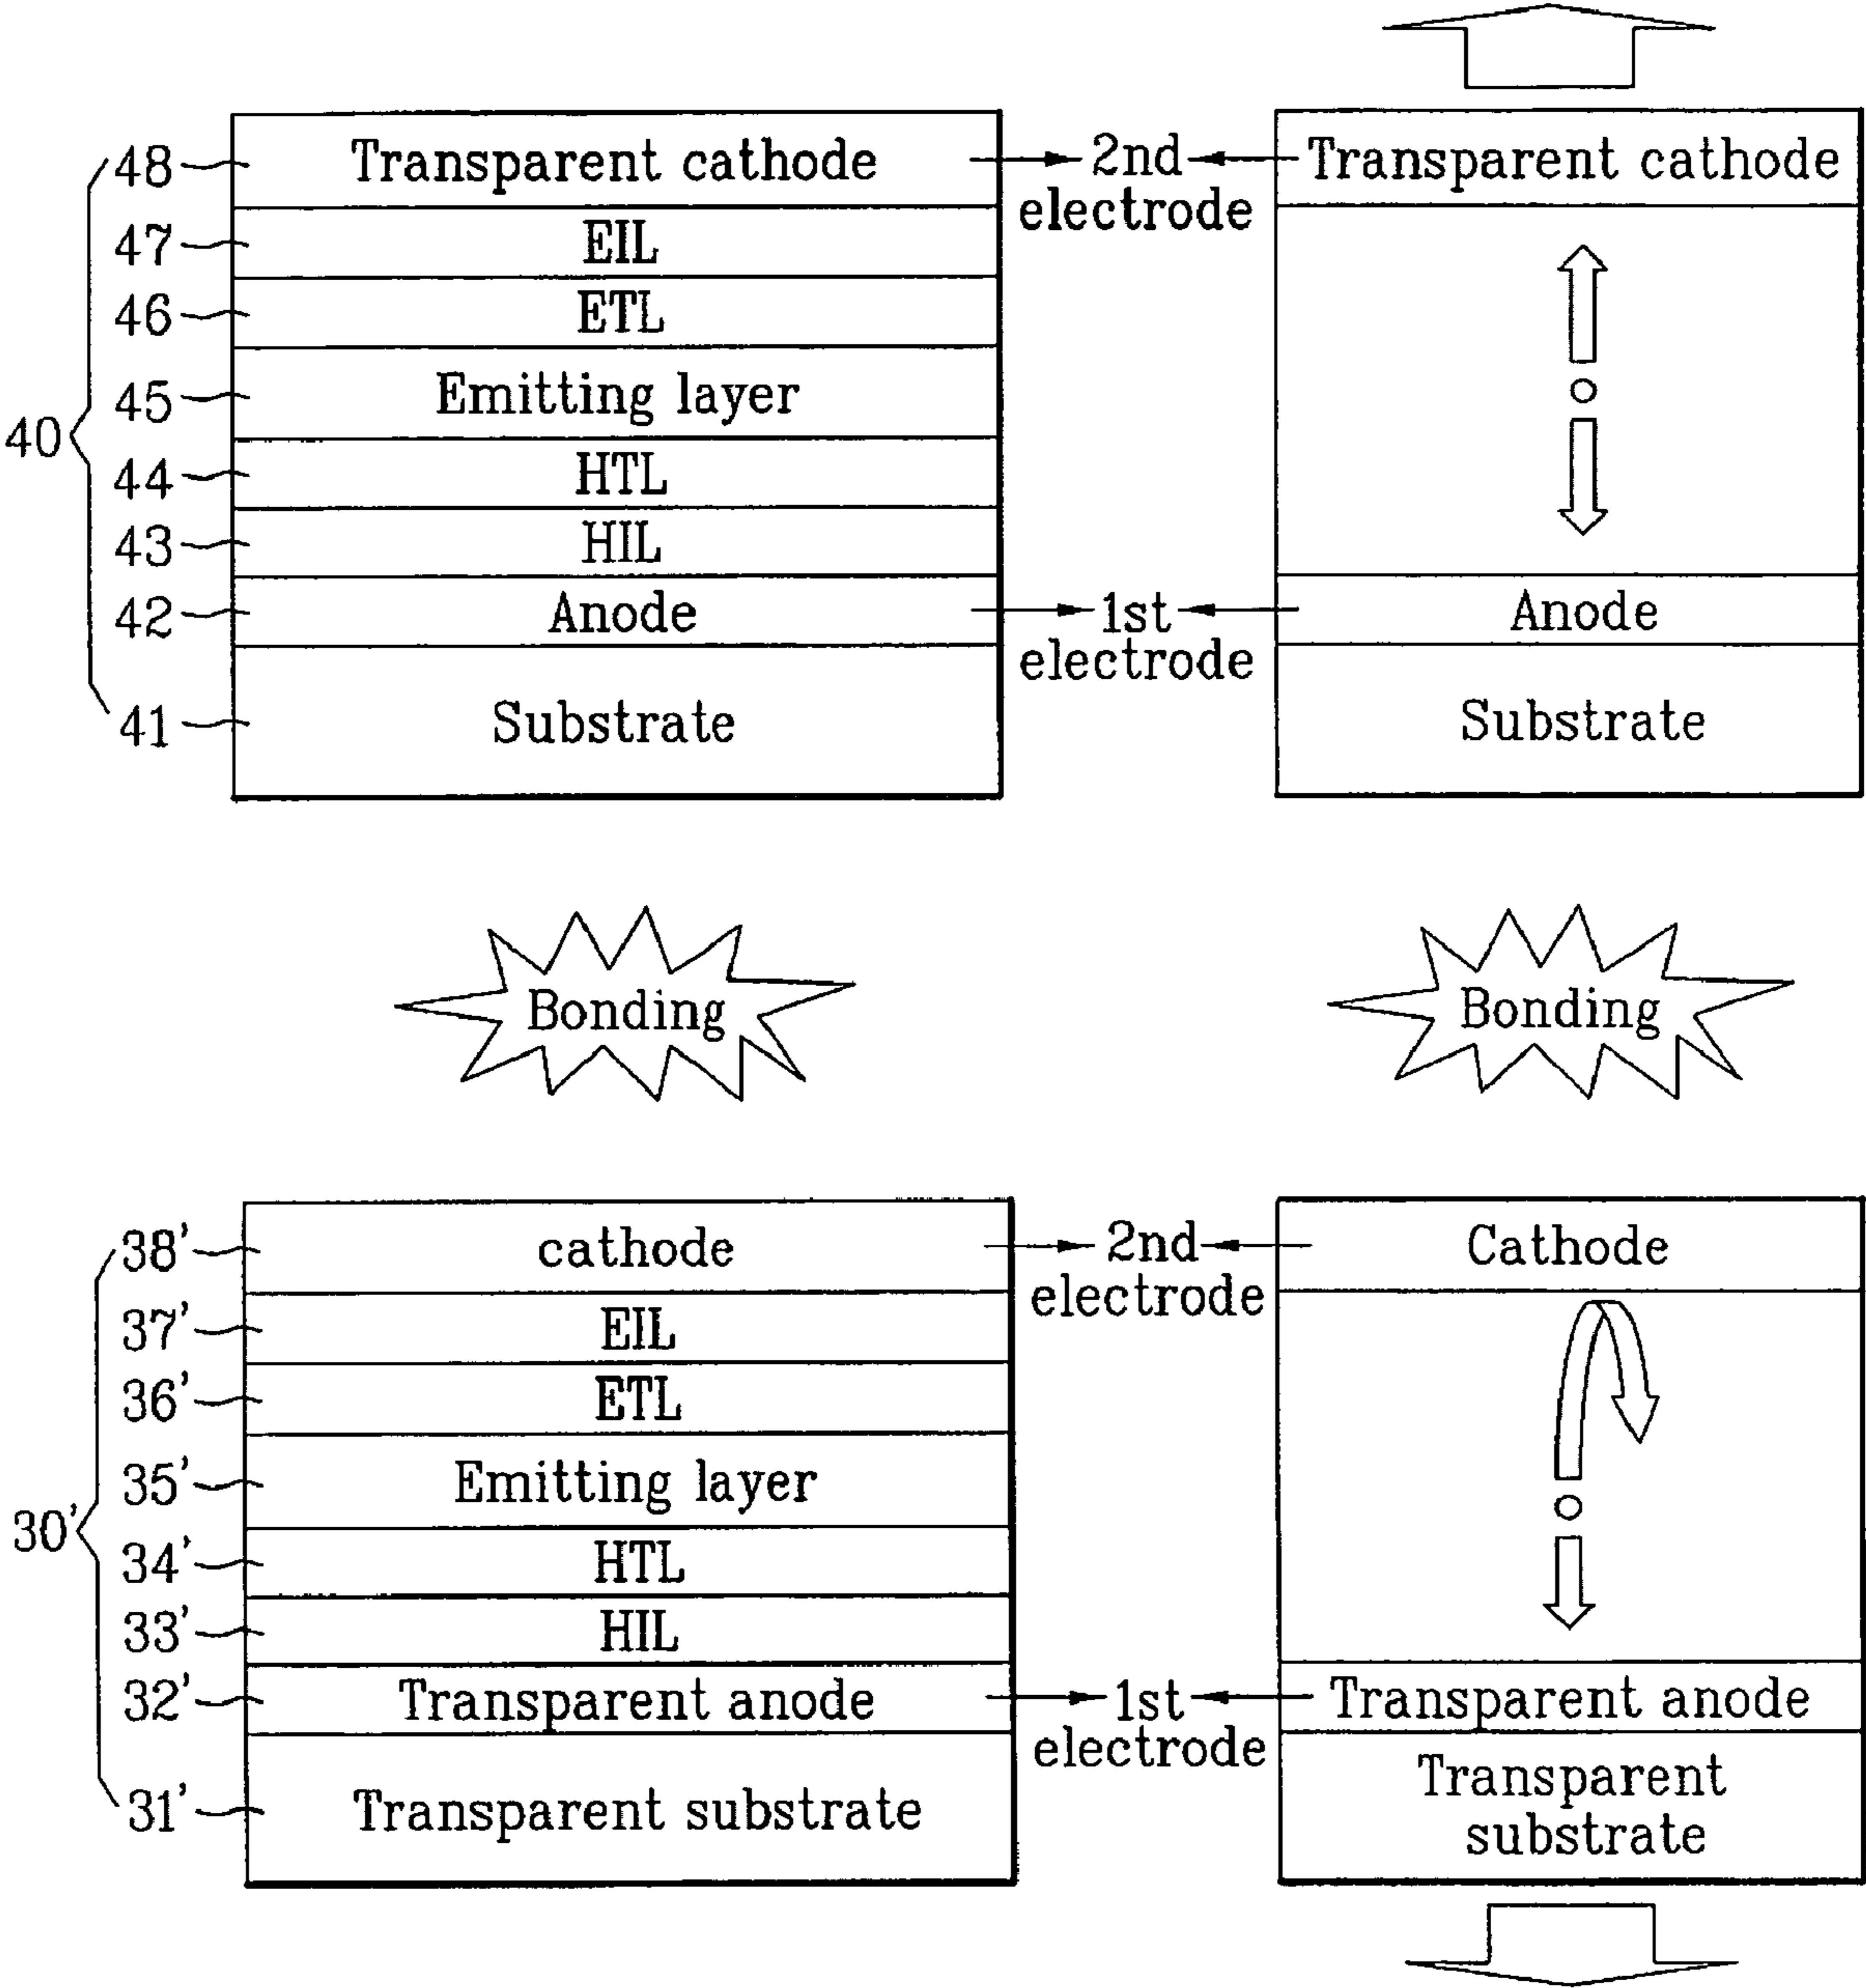 48 Transparent cathode 2nd electrode Transparent cathode
47 EIL
46 ETL
45 Emitting layer
40
44 HTL
43 HIL
42 Anode 1st electrode Anode
41 Substrate Substrate
Bonding Bonding
38' cathode 2nd electrode Cathode
37' EIL
36' ETL
35' Emitting layer
30'
34' HTL
33' HIL
32' Transparent anode 1st electrode Transparent anode
31' Transparent substrate Transparent substrate